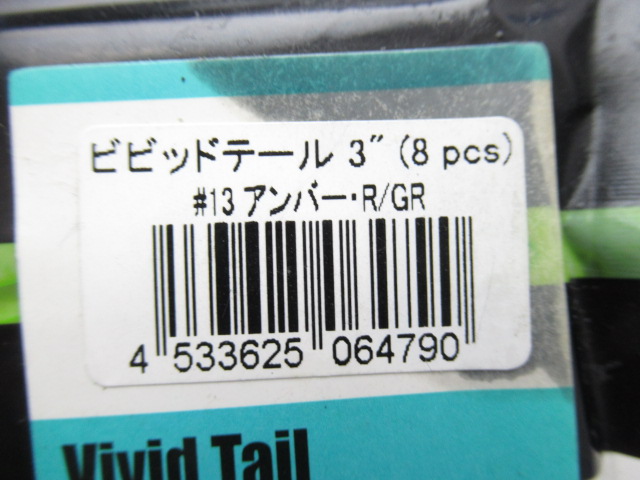 ビビッドテール 3" (8 pcs)
#13 アンバー・R/GR
4 533625 064790
Vivid Tail